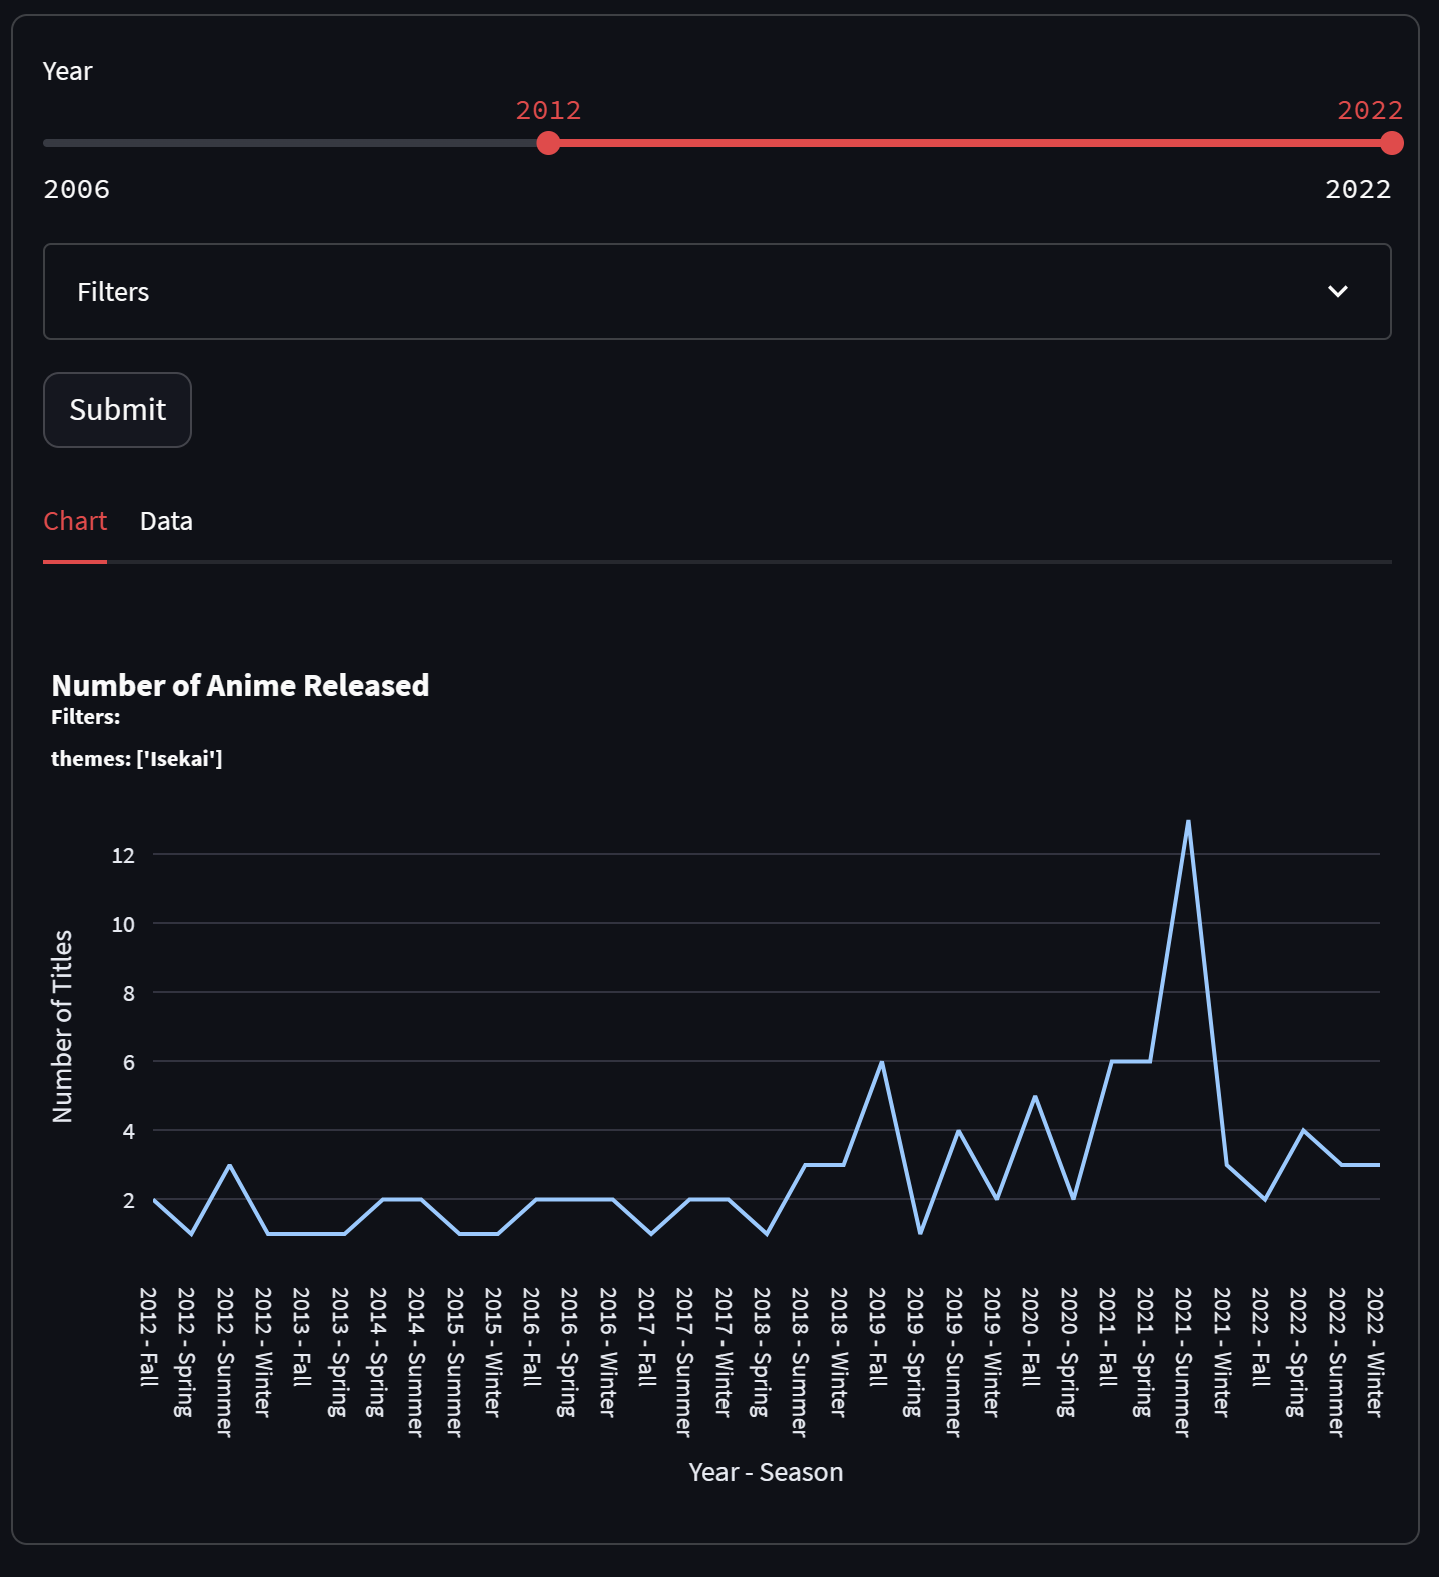 Year
2012 2022
2006 2022
Filters
Submit
Chart Data
Number of Anime Released
Filters:
themes: ['Isekai']
12
10
8
6
4
2
Number of Titles
2012 - Fall
2012 - Spring
2012 - Summer
2012 - Winter
2013 - Fall
2013 - Spring
2014 - Spring
2014 - Summer
2015 - Summer
2015 - Winter
2016 - Fall
2016 - Spring
2016 - Winter
2017 - Fall
2017 - Summer
2017 - Winter
2018 - Spring
2018 - Summer
2018 - Winter
2019 - Fall
2019 - Spring
2019 - Summer
2019 - Winter
2020 - Fall
2020 - Spring
2021 - Fall
2021 - Spring
2021 - Summer
2021 - Winter
2022 - Fall
2022 - Spring
2022 - Summer
2022 - Winter
Year - Season